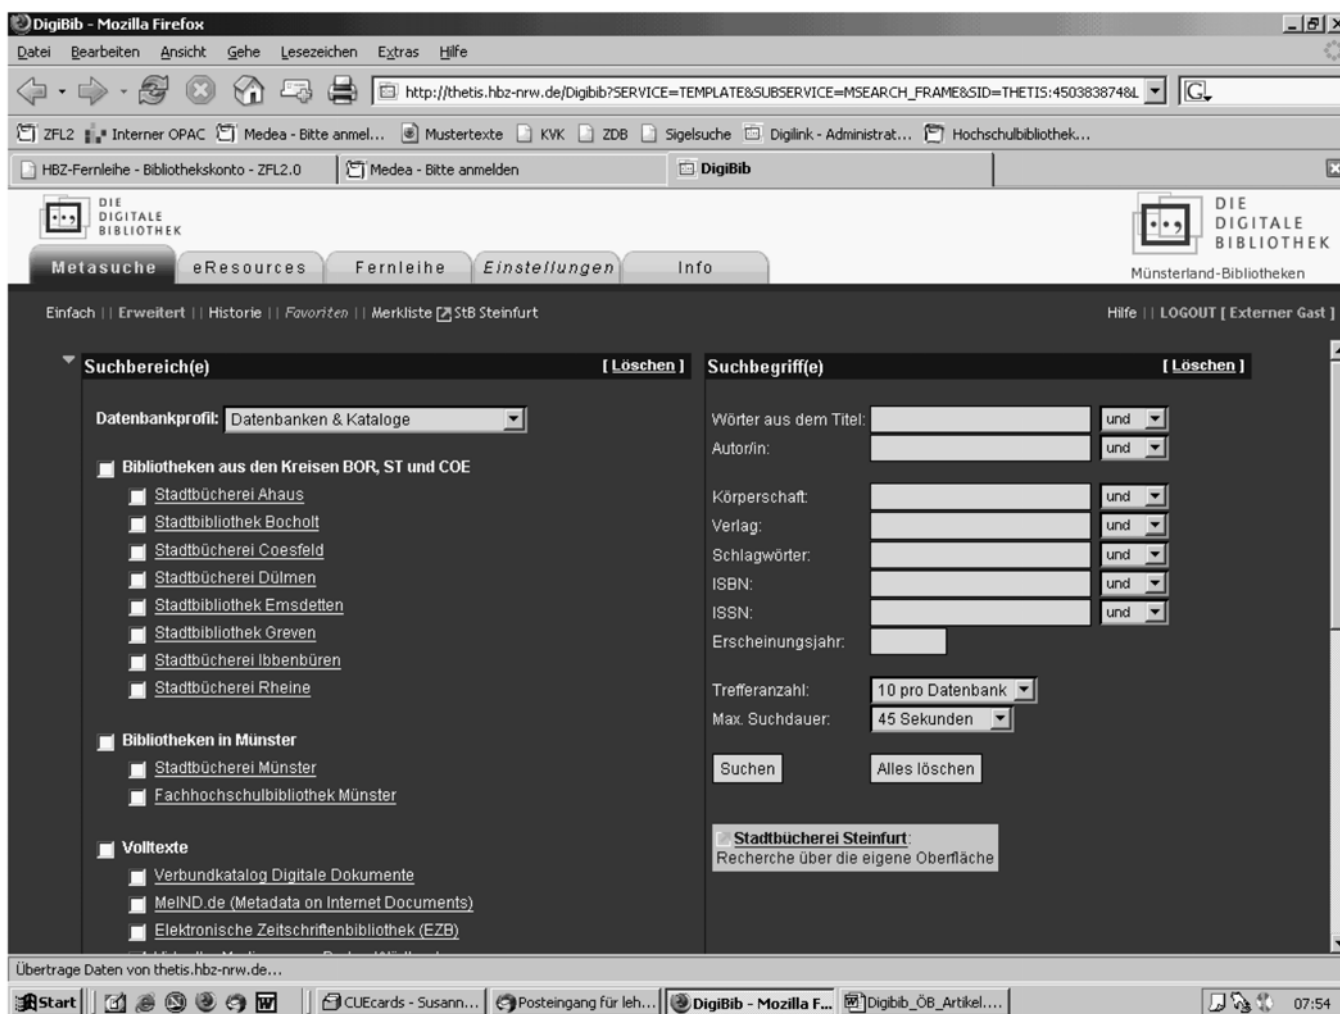 DigiBib - Mozilla Firefox
Datei Bearbeiten Ansicht Gehe Lesezeichen Extras Hilfe
http://thetis.hbz-nrw.de/Digibib?SERVICE=TEMPLATE&SUBSERVICE=MSEARCH_FRAME&SID=THETIS:450383874&L
ZFL2 Interner OPAC Medea - Bitte anmel... Mustertexte KVK ZDB Sigelsuche Digilink - Administrat... Hochschulbibliothek...
HBZ-Fernleihe - Bibliothekskonto - ZFL2.0 Medea - Bitte anmelden DigiBib
DIE
DIGITALE
BIBLIOTHEK
DIE
DIGITALE
BIBLIOTHEK
Münsterland-Bibliotheken
Metasuche eResources Fernleihe Einstellungen Info
Einfach || Erweitert || Historie || Favoriten || Merkliste StB Steinfurt
Hilfe || LOGOUT [ Externer Gast ]
Suchbereich(e) [ Löschen ]
Datenbankprofil: Datenbanken & Kataloge
Bibliotheken aus den Kreisen BOR, ST und COE
Stadtbücherei Ahaus
Stadtbibliothek Bocholt
Stadtbücherei Coesfeld
Stadtbücherei Dülmen
Stadtbibliothek Emsdetten
Stadtbibliothek Greven
Stadtbücherei Ibbenbüren
Stadtbücherei Rheine
Bibliotheken in Münster
Stadtbücherei Münster
Fachhochschulbibliothek Münster
Volltexte
Verbundkatalog Digitale Dokumente
MeIND.de (Metadata on Internet Documents)
Elektronische Zeitschriftenbibliothek (EZB)
Suchbegriff(e) [ Löschen ]
Wörter aus dem Titel: und
Autor/in: und
Körperschaft: und
Verlag: und
Schlagwörter: und
ISBN: und
ISSN: und
Erscheinungsjahr:
Trefferanzahl: 10 pro Datenbank
Max. Suchdauer: 45 Sekunden
Suchen Alles löschen
Stadtbücherei Steinfurt:
Recherche über die eigene Oberfläche
Übertrage Daten von thetis.hbz-nrw.de...
Start CUEcards - Susann... Posteingang für leh... DigiBib - Mozilla F... Digibib_ÖB_Artikel.... 07:54